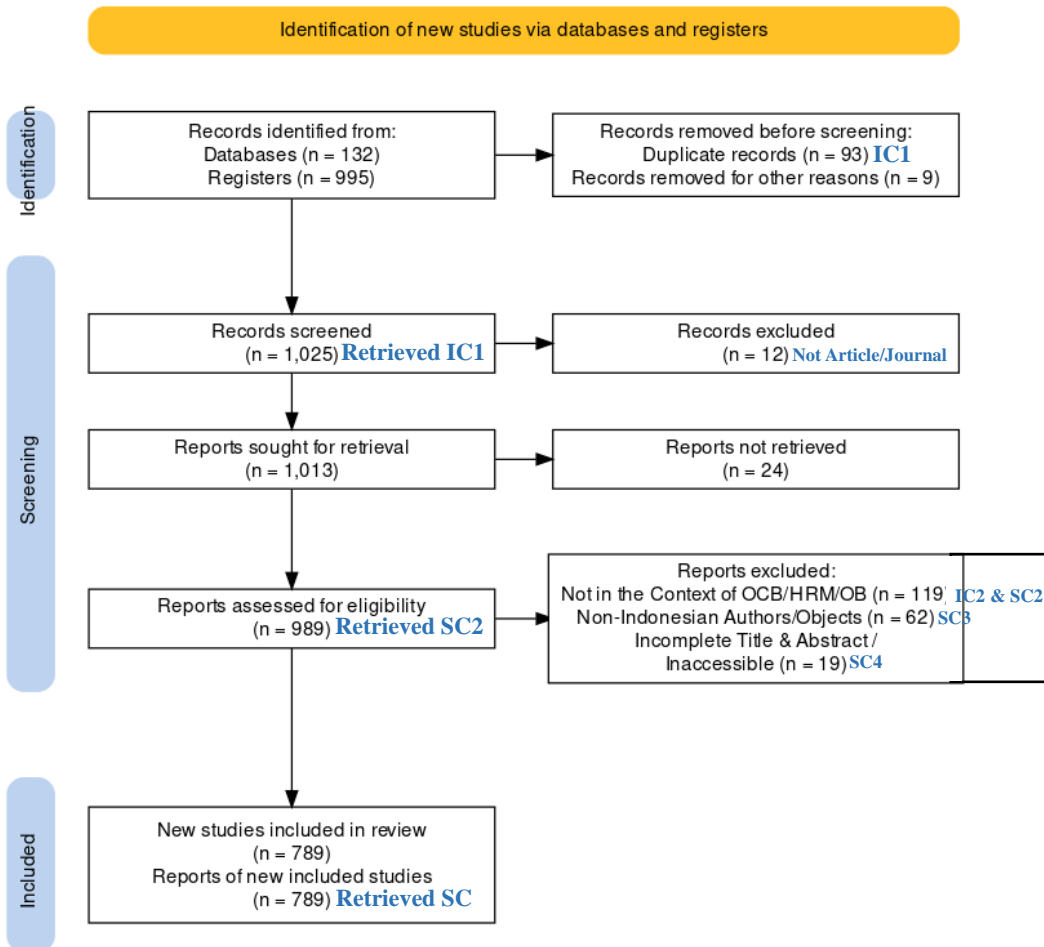 Identification of new studies via databases and registers
Identification
Records identified from:
Databases (n = 132)
Registers (n = 995)
Records removed before screening:
Duplicate records (n = 93) IC1
Records removed for other reasons (n = 9)
Screening
Records screened
(n = 1,025) Retrieved IC1
Records excluded
(n = 12) Not Article/Journal
Reports sought for retrieval
(n = 1,013)
Reports not retrieved
(n = 24)
Reports assessed for eligibility
(n = 989) Retrieved SC2
Reports excluded:
Not in the Context of OCB/HRM/OB (n = 119) IC2 & SC2
Non-Indonesian Authors/Objects (n = 62) SC3
Incomplete Title & Abstract /
Inaccessible (n = 19) SC4
Included
New studies included in review
(n = 789)
Reports of new included studies
(n = 789) Retrieved SC